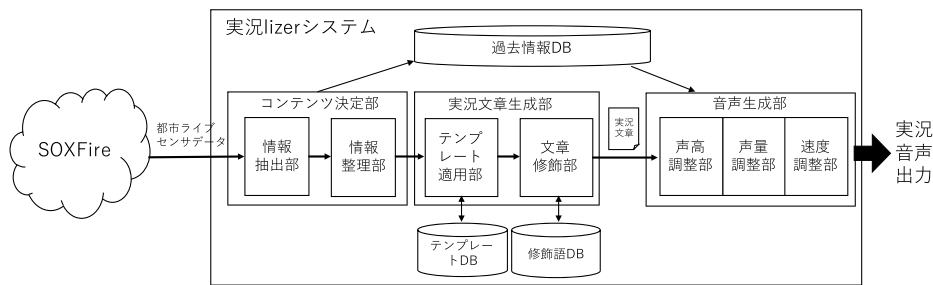 実況lizerシステム
過去情報DB
SOXFire
都市ライブ
センサデータ
コンテンツ決定部
情報
抽出部
情報
整理部
実況文章生成部
テンプ
レート
適用部
文章
修飾部
テンプレー
トDB
修飾語DB
実況
文章
音声生成部
声高
調整部
声量
調整部
速度
調整部
実況
音声
出力